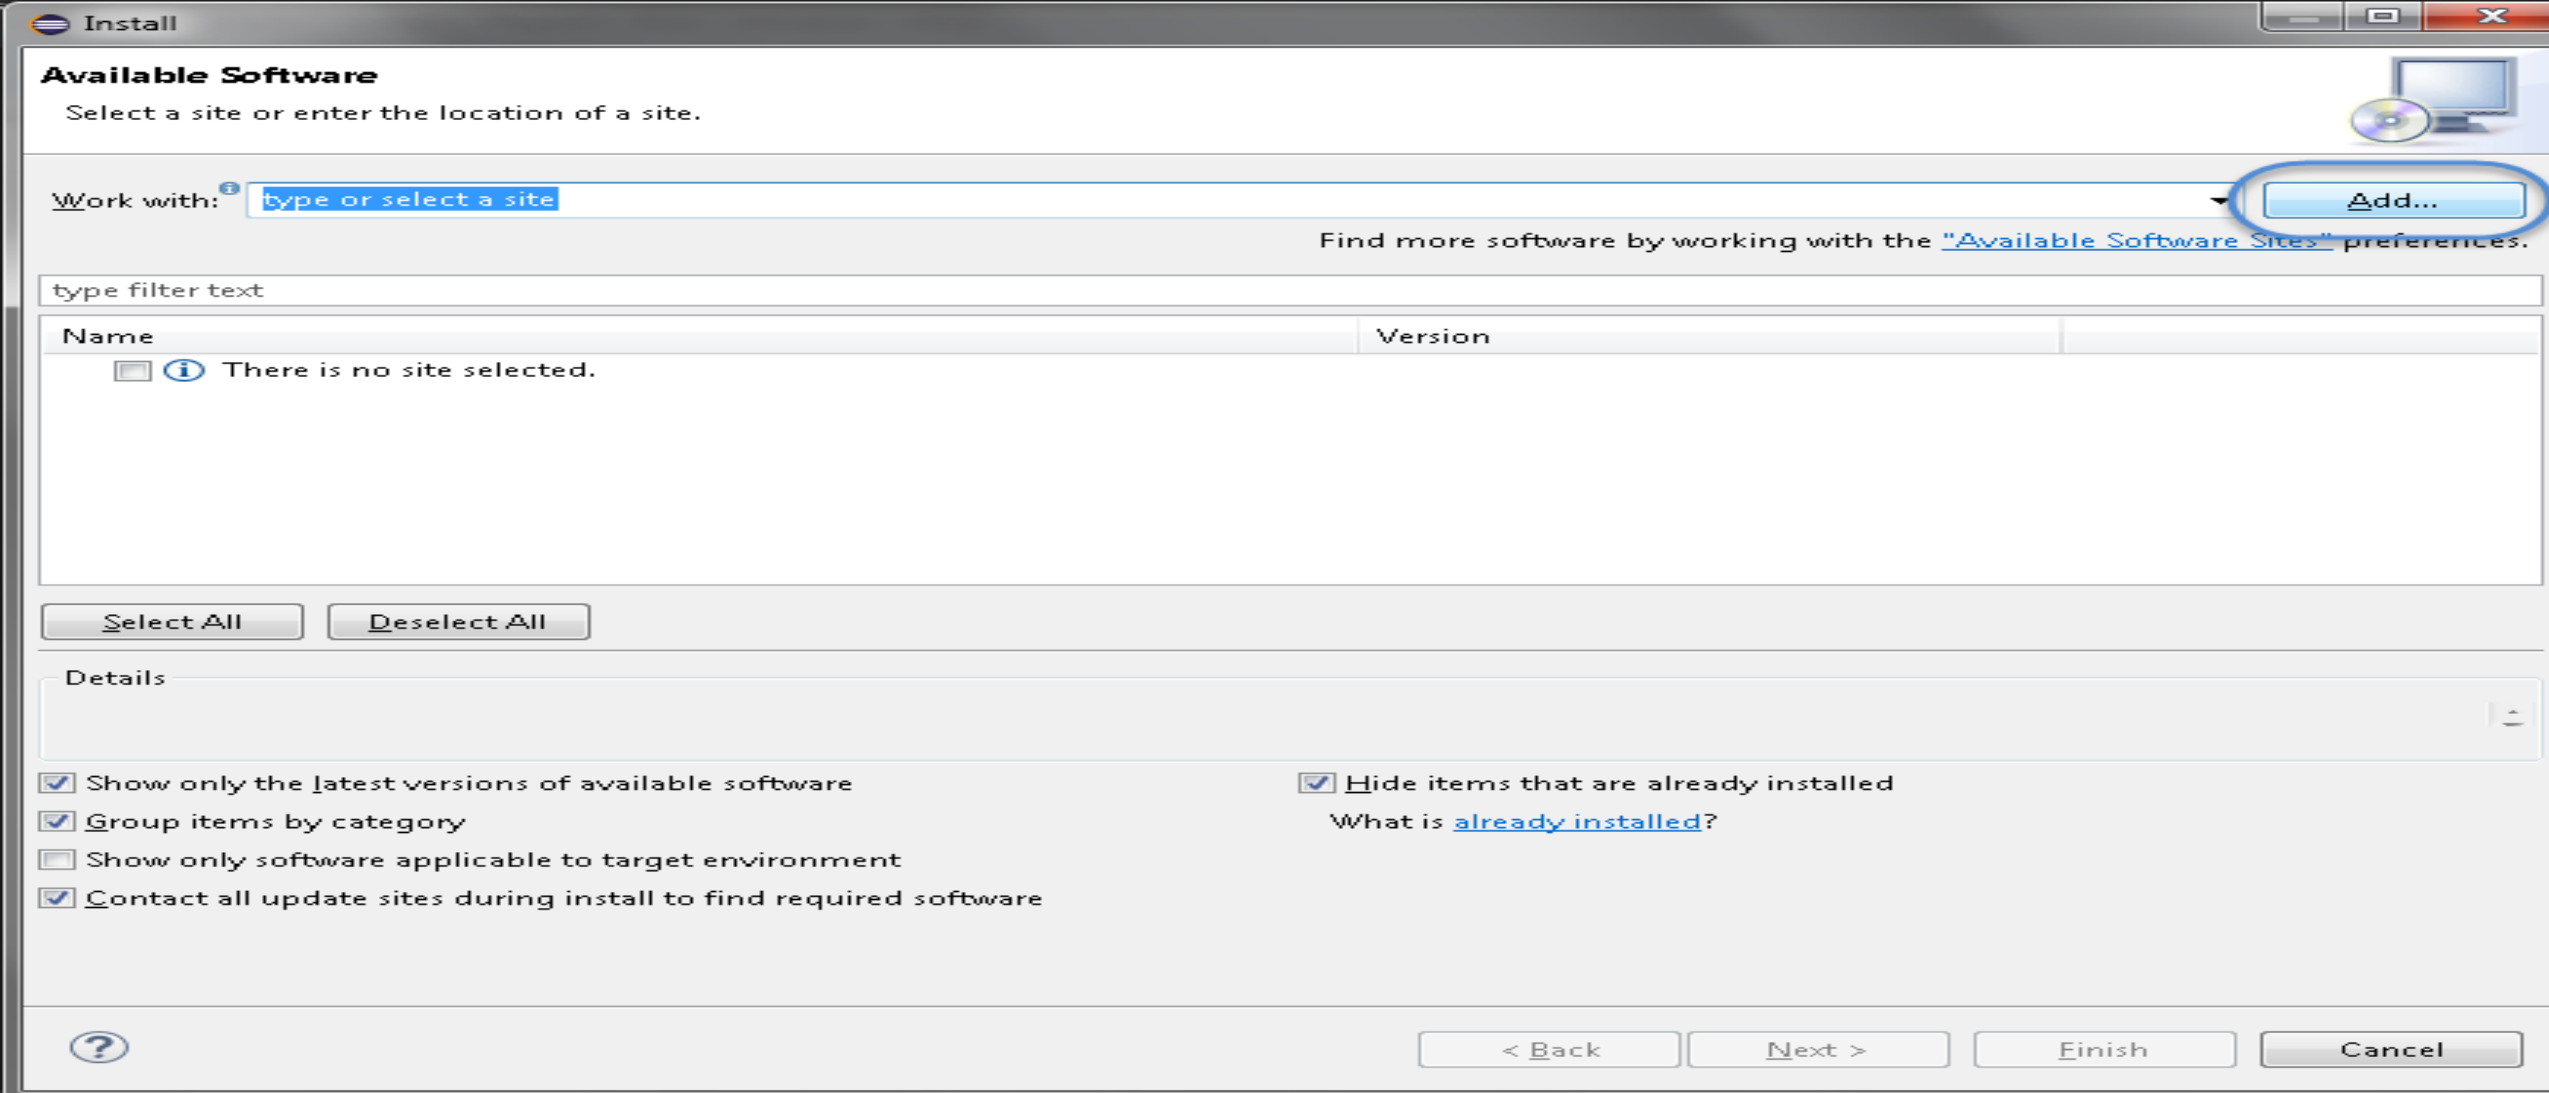 Install
Available Software
Select a site or enter the location of a site.
Work with: type or select a site Add...
Find more software by working with the "Available Software Sites" preferences.
type filter text
Name Version
There is no site selected.
Select All Deselect All
Details
Show only the latest versions of available software Hide items that are already installed
Group items by category What is already installed?
Show only software applicable to target environment
Contact all update sites during install to find required software
? < Back Next > Finish Cancel